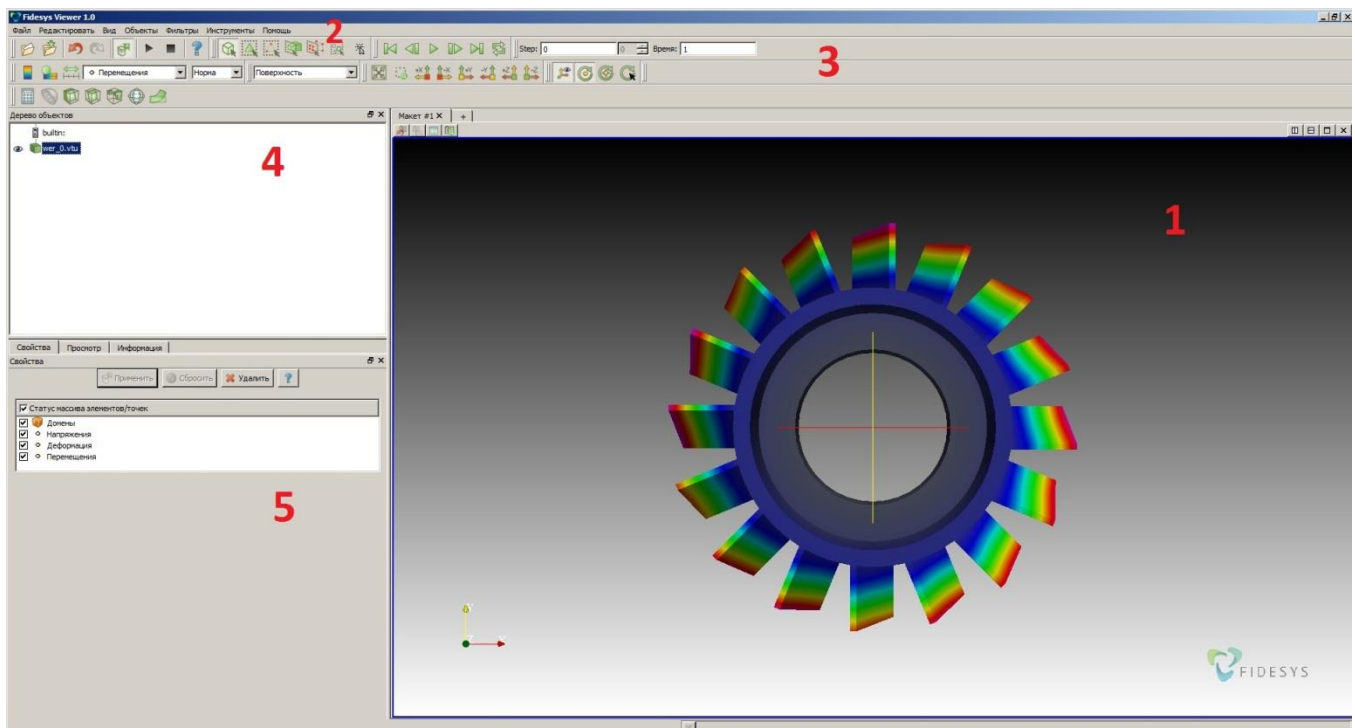 Fidesys Viewer 1.0
Файл Редактировать Вид Объекты Фильтры Инструменты Помощь
2
Step: 0 0 Время: 1
3
Перемещения Норма Поверхность
+X -X +Y -Y +Z -Z
Дерево объектов
builtin:
wer_0.vtu
4
Макет #1 X +
1
Свойства Просмотр Информация
Свойства
Применить Сбросить Удалить ?
Статус массива элементов/точек
Домены
Напряжения
Деформация
Перемещения
5
Y
Z X
FIDESYS